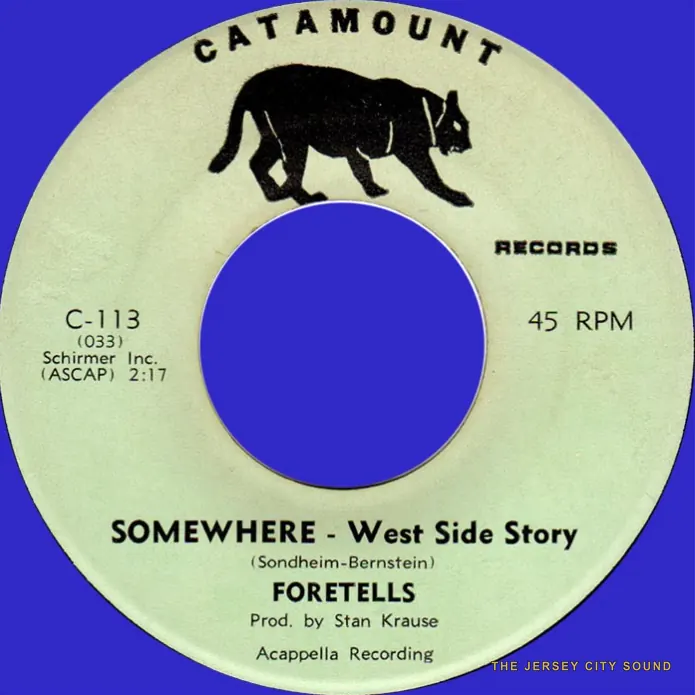 CATAMOUNT
RECORDS
C-113
(033)
Schirmer Inc.
(ASCAP) 2:17
45 RPM
SOMEWHERE - West Side Story
(Sondheim-Bernstein)
FORETELLS
Prod. by Stan Krause
Acappella Recording
THE JERSEY CITY SOUND